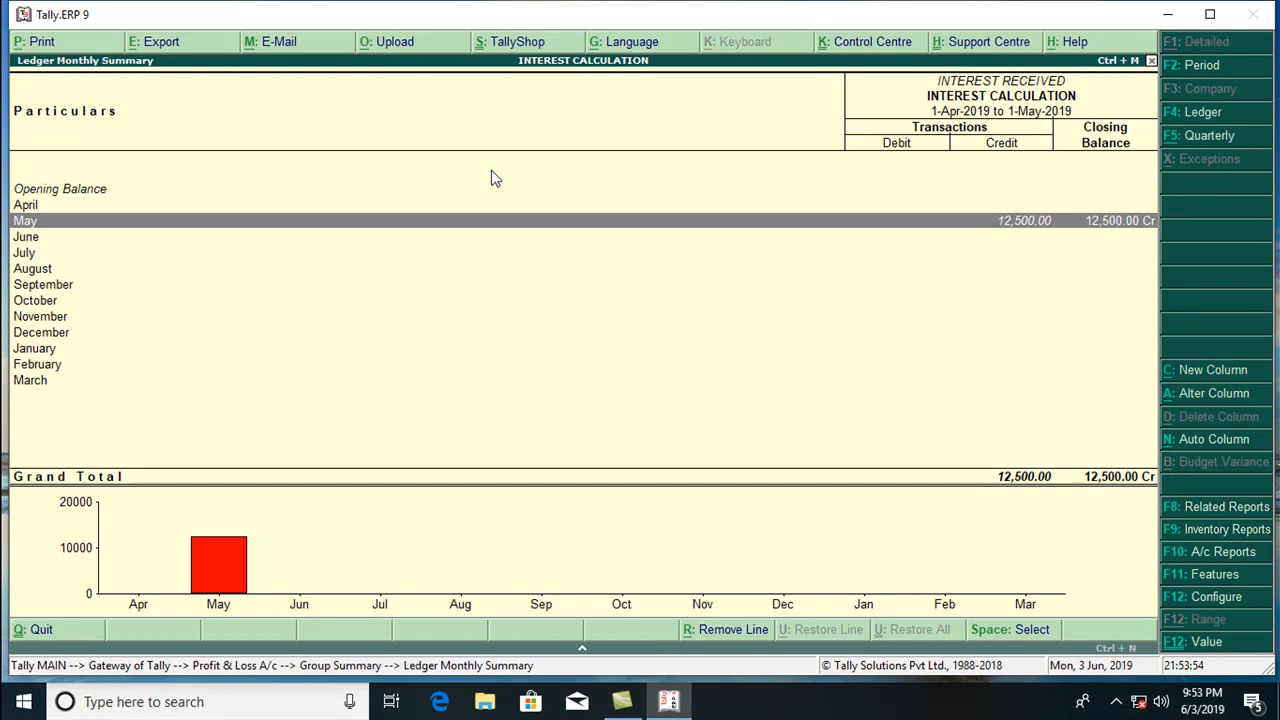 Tally.ERP 9
P: Print E: Export M: E-Mail O: Upload S: TallyShop G: Language K: Keyboard K: Control Centre H: Support Centre H: Help
F1: Detailed
Ledger Monthly Summary INTEREST CALCULATION Ctrl + M
F2: Period
INTEREST RECEIVED
F3: Company
INTEREST CALCULATION
Particulars 1-Apr-2019 to 1-May-2019
F4: Ledger
Transactions Closing
F5: Quarterly
Debit Credit Balance
X: Exceptions
Opening Balance
April
May 12,500.00 12,500.00 Cr
June
July
August
September
October
November
December
January
February
March
C: New Column
A: Alter Column
D: Delete Column
N: Auto Column
B: Budget Variance
Grand Total 12,500.00 12,500.00 Cr
20000
10000
0
Apr May Jun Jul Aug Sep Oct Nov Dec Jan Feb Mar
F8: Related Reports
F9: Inventory Reports
F10: A/c Reports
F11: Features
F12: Configure
F12: Range
F12: Value
Q: Quit R: Remove Line U: Restore Line U: Restore All Space: Select
Ctrl + N
Tally MAIN --> Gateway of Tally --> Profit & Loss A/c --> Group Summary --> Ledger Monthly Summary © Tally Solutions Pvt Ltd., 1988-2018 Mon, 3 Jun, 2019 21:53:54
Type here to search
9:53 PM
6/3/2019
5